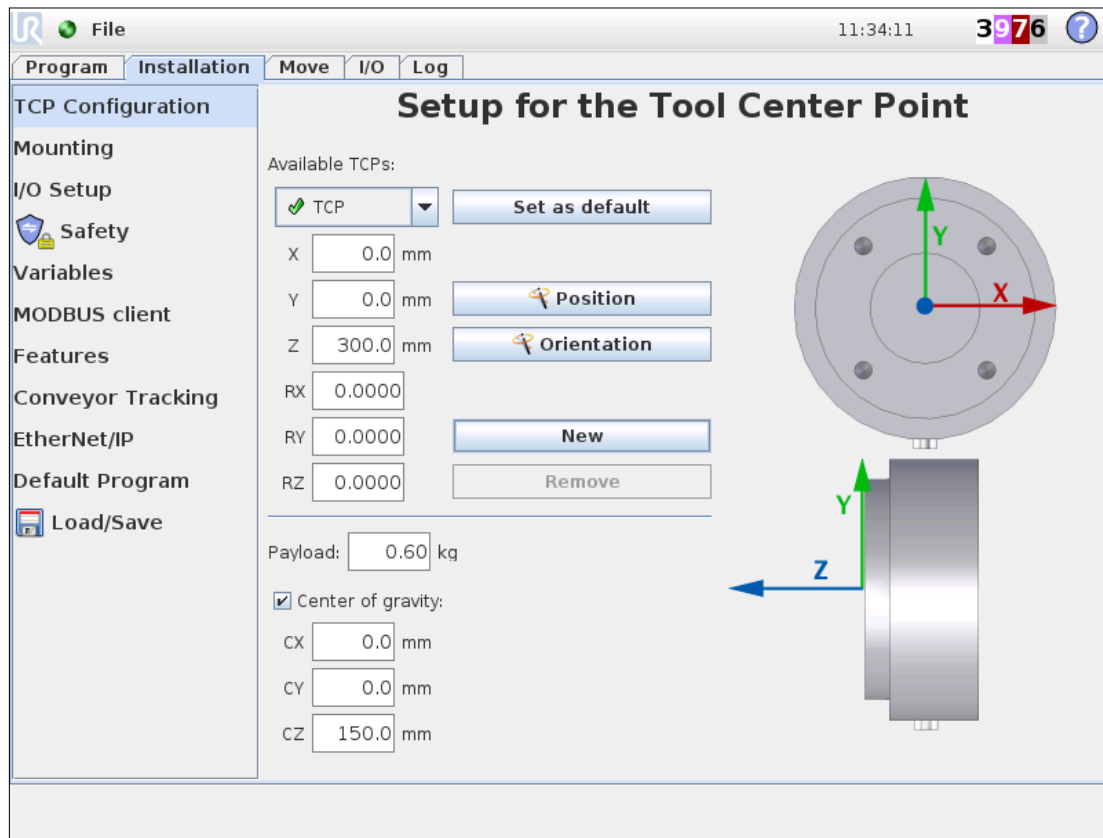 UR File 11:34:11 3976 ?
Program Installation Move I/O Log
TCP Configuration
Mounting
I/O Setup
Safety
Variables
MODBUS client
Features
Conveyor Tracking
EtherNet/IP
Default Program
Load/Save
Setup for the Tool Center Point
Available TCPs:
TCP Set as default
X 0.0 mm
Y 0.0 mm Position
Z 300.0 mm Orientation
RX 0.0000
RY 0.0000 New
RZ 0.0000 Remove
Payload: 0.60 kg
Center of gravity:
CX 0.0 mm
CY 0.0 mm
CZ 150.0 mm
Y
X
Y
Z